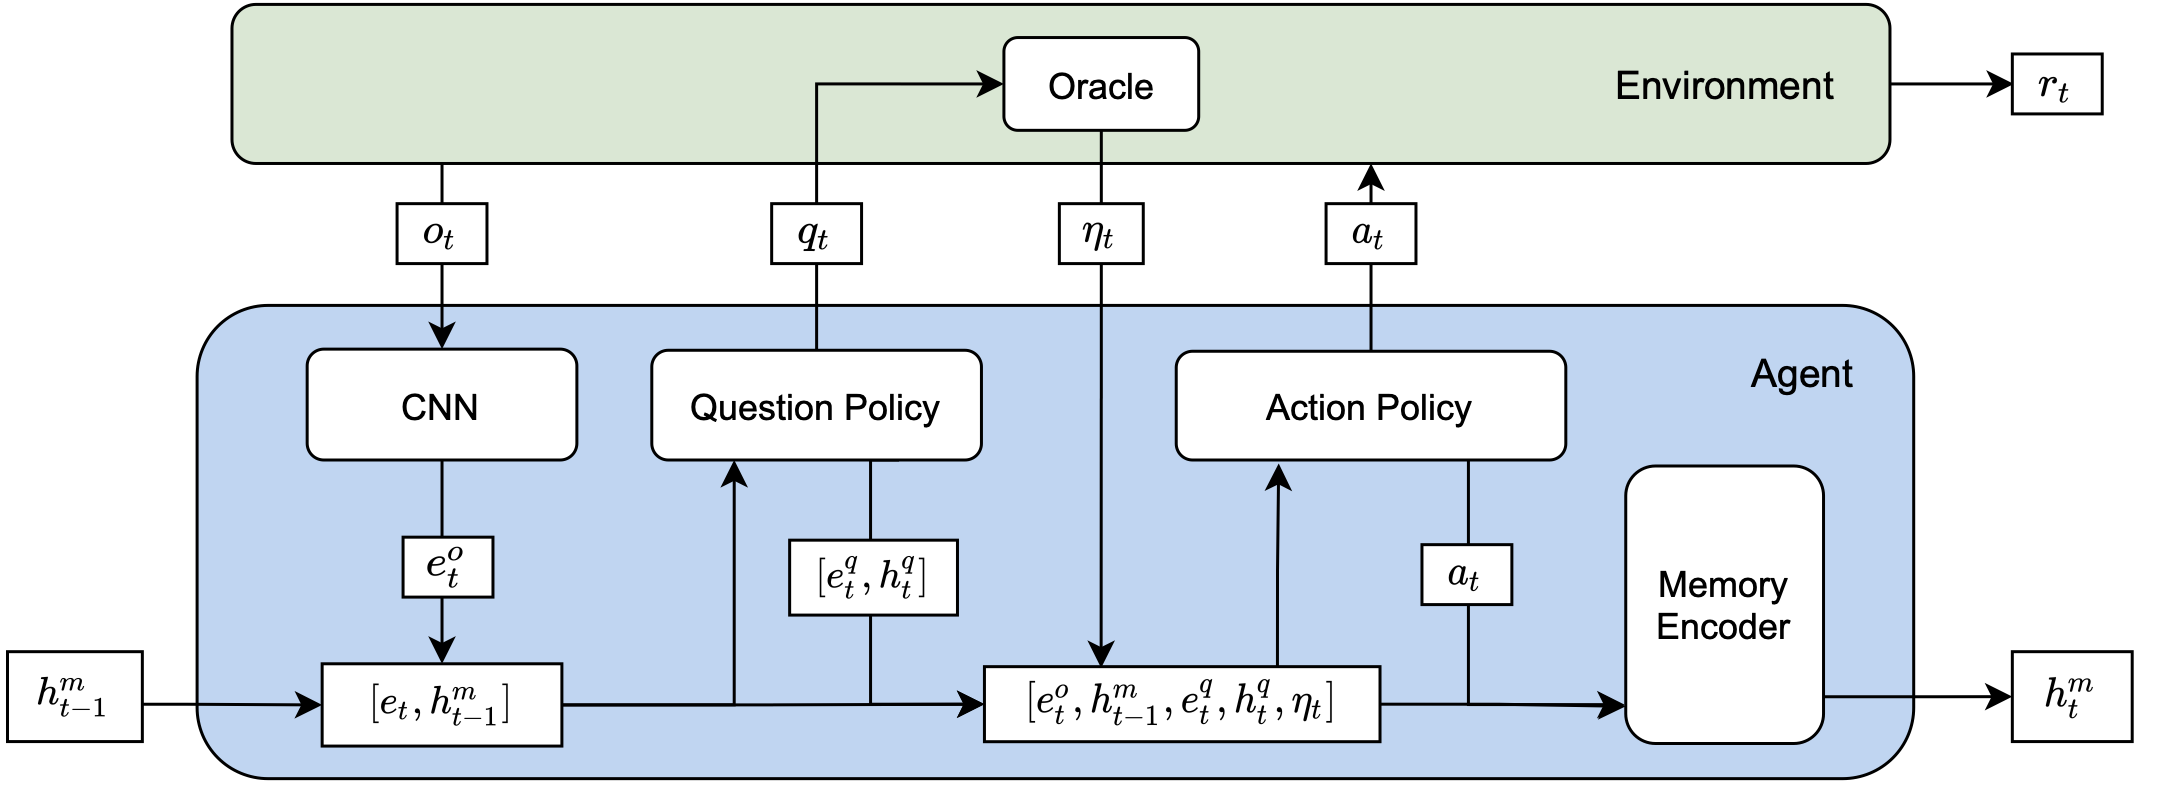 Oracle
Environment
$r_t$
$o_t$
$q_t$
$\eta_t$
$a_t$
Agent
CNN
Question Policy
Action Policy
$e_t^o$
$[e_t^q, h_t^q]$
$a_t$
Memory
Encoder
$h_{t-1}^m$
$[e_t, h_{t-1}^m]$
$[e_t^o, h_{t-1}^m, e_t^q, h_t^q, \eta_t]$
$h_t^m$